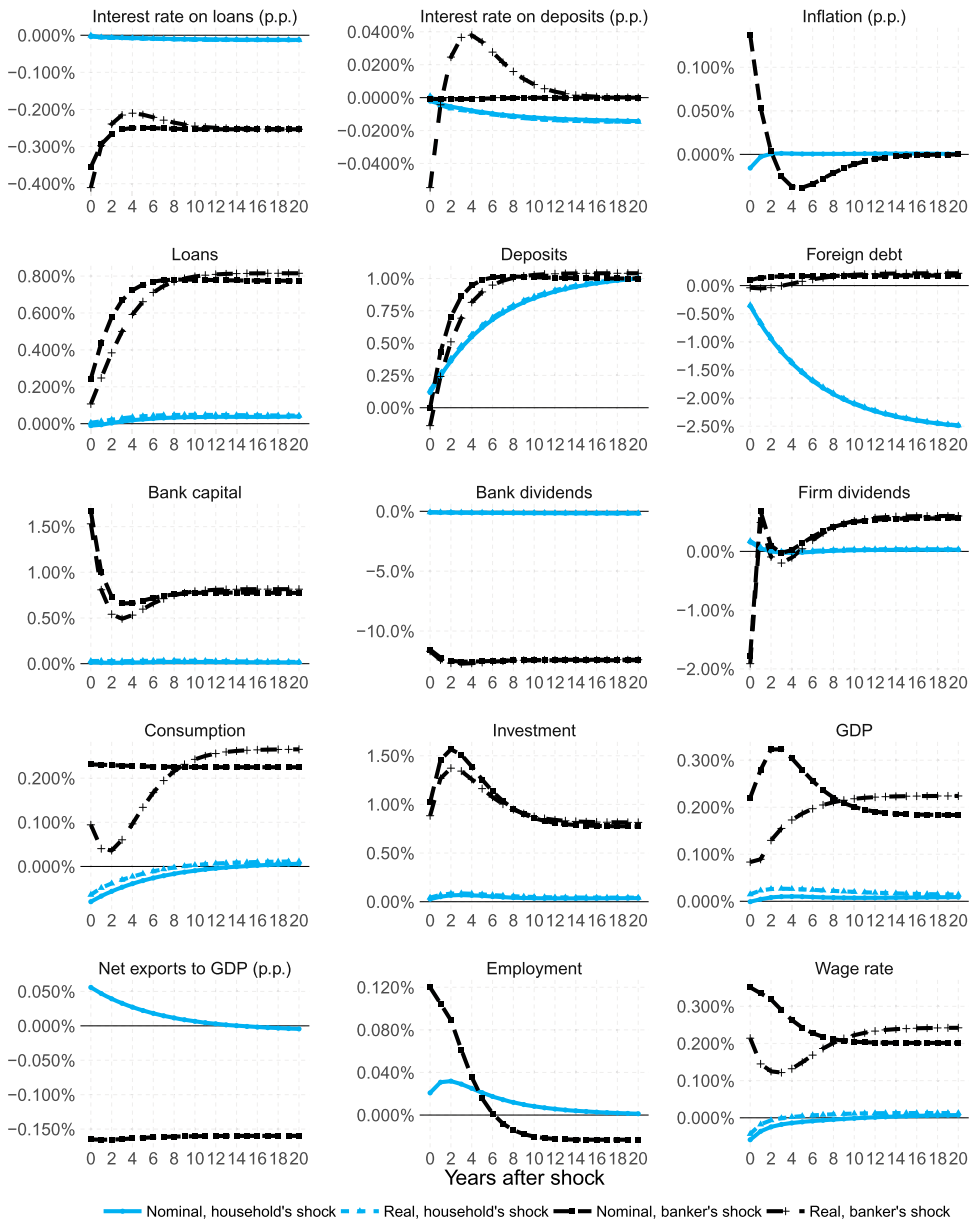 Interest rate on loans (p.p.)
0.000%
−0.100%
−0.200%
−0.300%
−0.400%
0 2 4 6 8 10 12 14 16 18 20
Interest rate on deposits (p.p.)
0.0400%
0.0200%
0.0000%
−0.0200%
−0.0400%
0 2 4 6 8 10 12 14 16 18 20
Inflation (p.p.)
0.100%
0.050%
0.000%
0 2 4 6 8 10 12 14 16 18 20
Loans
0.800%
0.600%
0.400%
0.200%
0.000%
0 2 4 6 8 10 12 14 16 18 20
Deposits
1.00%
0.75%
0.50%
0.25%
0.00%
0 2 4 6 8 10 12 14 16 18 20
Foreign debt
0.00%
−0.50%
−1.00%
−1.50%
−2.00%
−2.50%
0 2 4 6 8 10 12 14 16 18 20
Bank capital
1.50%
1.00%
0.50%
0.00%
0 2 4 6 8 10 12 14 16 18 20
Bank dividends
0.0%
−5.0%
−10.0%
0 2 4 6 8 10 12 14 16 18 20
Firm dividends
0.00%
−1.00%
−2.00%
0 2 4 6 8 10 12 14 16 18 20
Consumption
0.200%
0.100%
0.000%
0 2 4 6 8 10 12 14 16 18 20
Investment
1.50%
1.00%
0.50%
0.00%
0 2 4 6 8 10 12 14 16 18 20
GDP
0.300%
0.200%
0.100%
0.000%
0 2 4 6 8 10 12 14 16 18 20
Net exports to GDP (p.p.)
0.050%
0.000%
−0.050%
−0.100%
−0.150%
0 2 4 6 8 10 12 14 16 18 20
Employment
0.120%
0.080%
0.040%
0.000%
0 2 4 6 8 10 12 14 16 18 20
Wage rate
0.300%
0.200%
0.100%
0.000%
0 2 4 6 8 10 12 14 16 18 20
Years after shock
Nominal, household's shock Real, household's shock Nominal, banker's shock Real, banker's shock